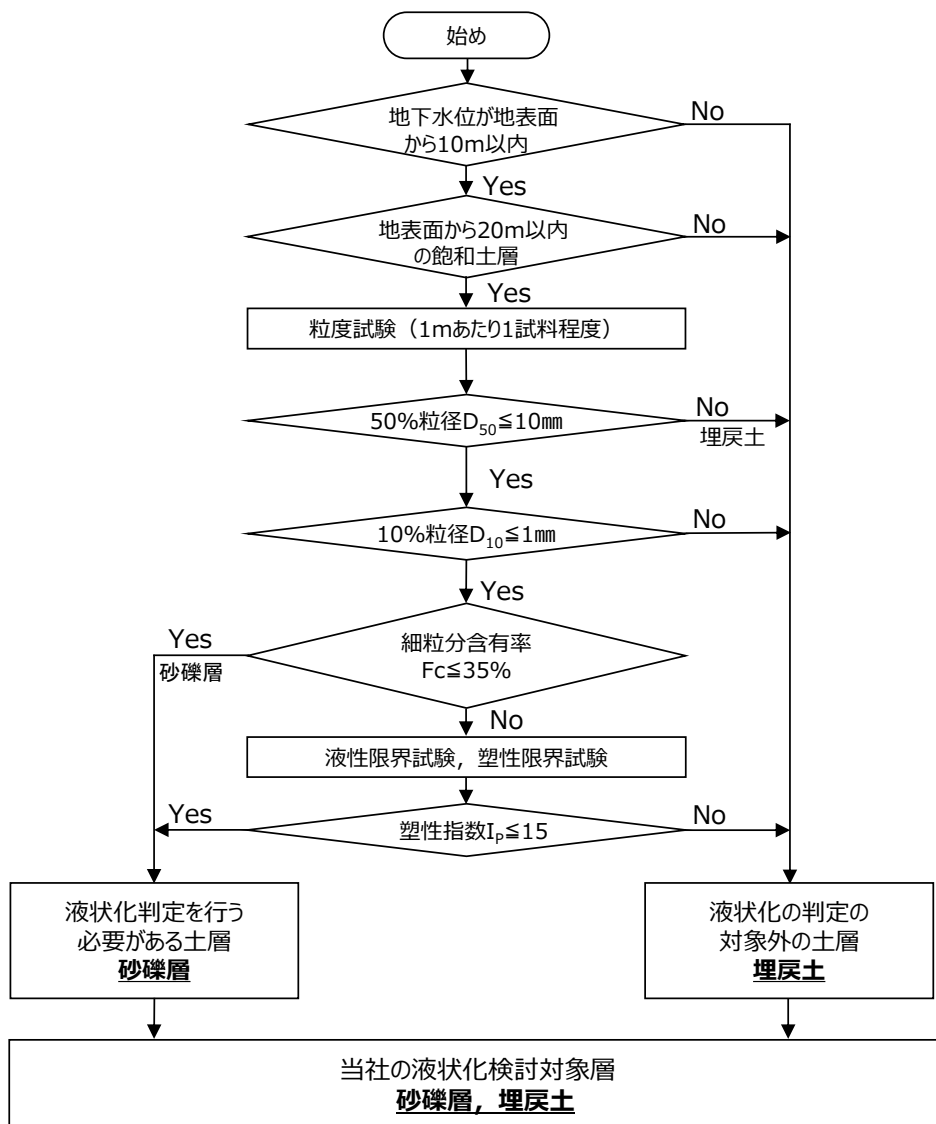 始め
地下水位が地表面
から10m以内
No
Yes
地表面から20m以内
の飽和土層
No
Yes
粒度試験（1mあたり1試料程度）
50%粒径D50≦10㎜
No
埋戻土
Yes
10%粒径D10≦1㎜
No
Yes
細粒分含有率
Fc≦35%
Yes
砂礫層
No
液性限界試験，塑性限界試験
塑性指数IP≦15
Yes
No
液状化判定を行う
必要がある土層
砂礫層
液状化の判定の
対象外の土層
埋戻土
当社の液状化検討対象層
砂礫層，埋戻土